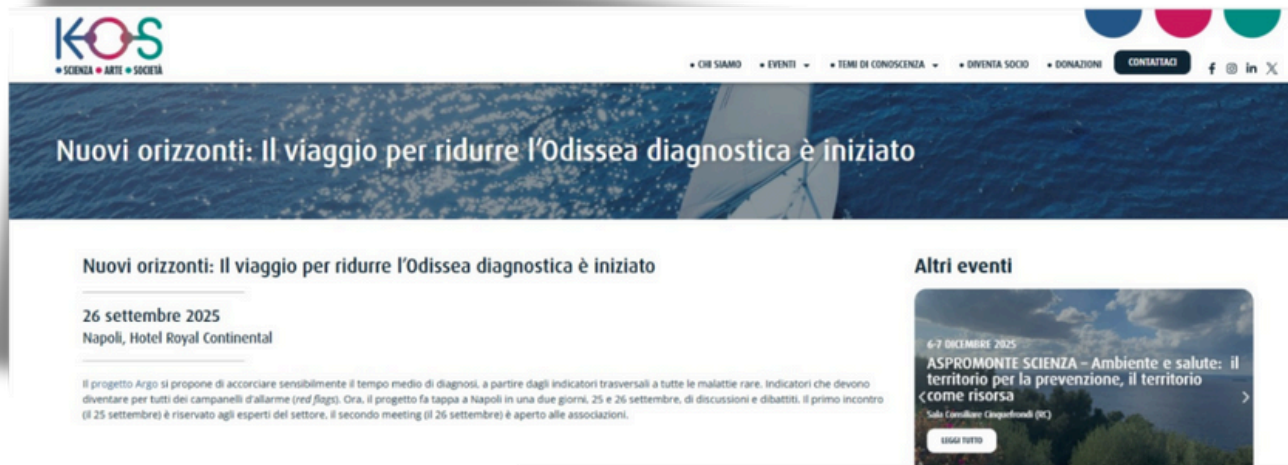 KOS
• SCIENZA • ARTE • SOCIETÀ
• CHI SIAMO • EVENTI • TEMI DI CONOSCENZA • DIVENTA SOCIO • DONAZIONI CONTATTACI
Nuovi orizzonti: Il viaggio per ridurre l'Odissea diagnostica è iniziato
Nuovi orizzonti: Il viaggio per ridurre l'Odissea diagnostica è iniziato
26 settembre 2025
Napoli, Hotel Royal Continental
Il progetto Argo si propone di accorciare sensibilmente il tempo medio di diagnosi, a partire dagli indicatori trasversali a tutte le malattie rare. Indicatori che devono
diventare per tutti dei campanelli d'allarme (red flags). Ora, il progetto fa tappa a Napoli in una due giorni, 25 e 26 settembre, di discussioni e dibattiti. Il primo incontro
(il 25 settembre) è riservato agli esperti del settore, il secondo meeting (il 26 settembre) è aperto alle associazioni.
Altri eventi
6-7 DICEMBRE 2025
ASPROMONTE SCIENZA – Ambiente e salute: il
territorio per la prevenzione, il territorio
come risorsa
Sala Consiliare Cinquefrondi (RC)
LEGGI TUTTO